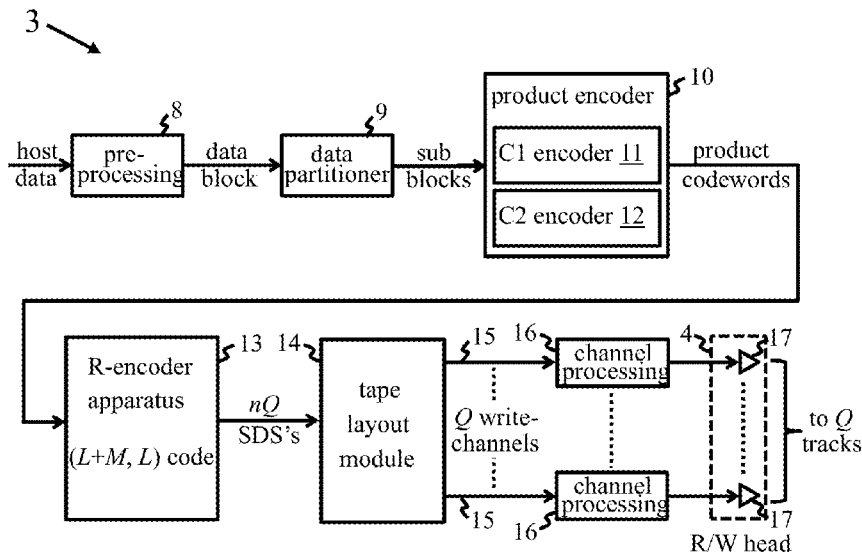 3
8
9
10
host
data
pre-
processing
data
block
data
partitioner
sub
blocks
product encoder
C1 encoder 11
C2 encoder 12
product
codewords
13
14
15
16
4
17
R-encoder
apparatus
(L+M, L) code
nQ
SDS's
tape
layout
module
Q write-
channels
channel
processing
channel
processing
to Q
tracks
15
16
17
R/W head